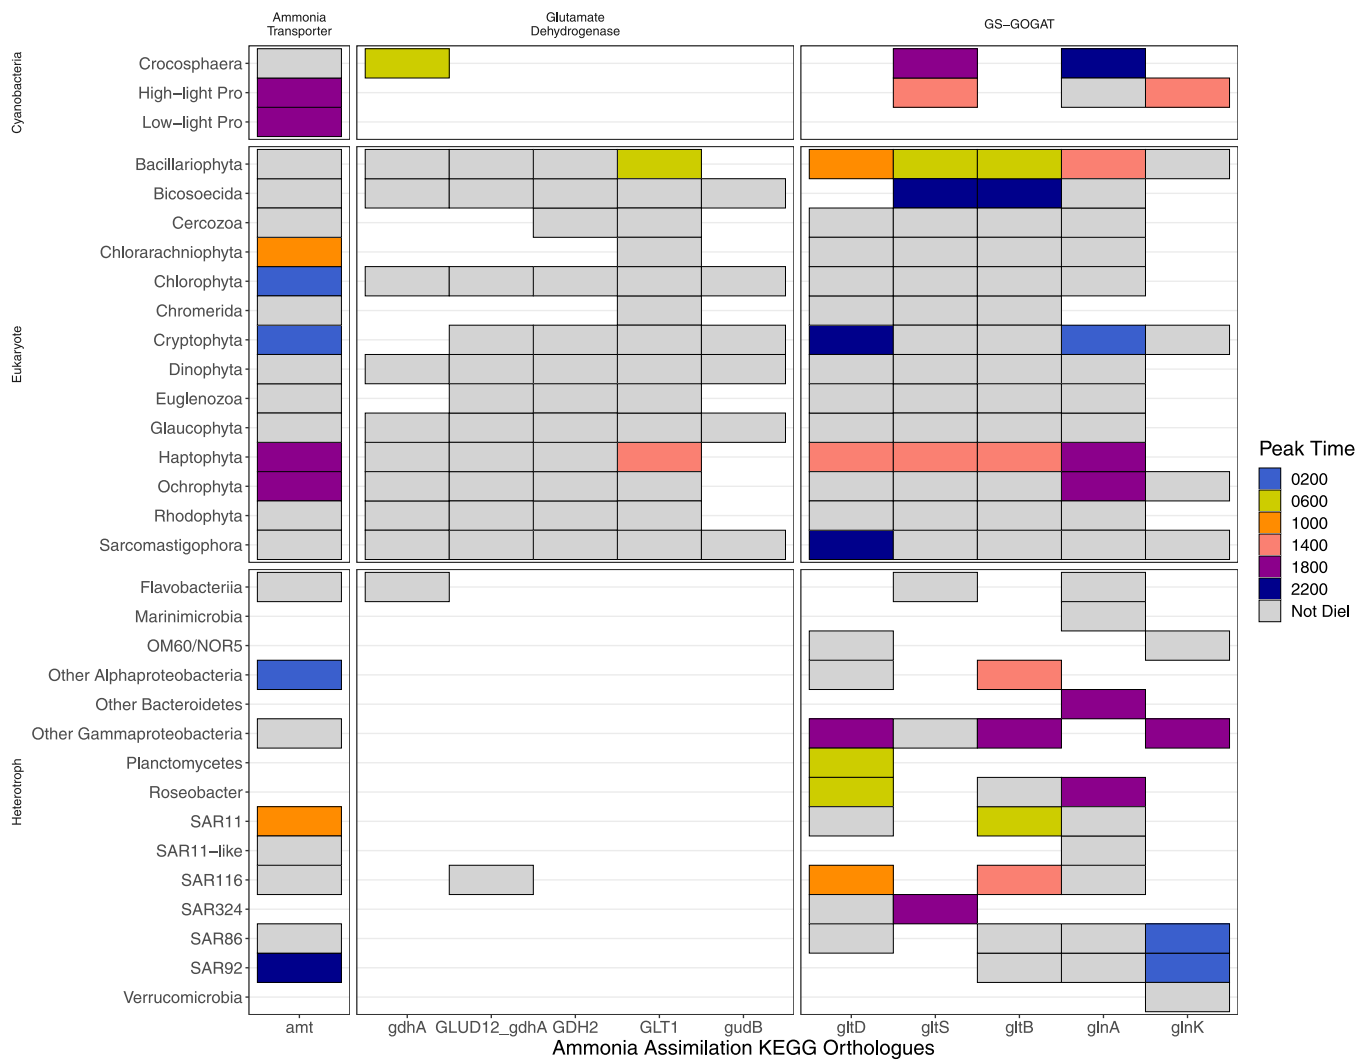 Ammonia
Transporter
Glutamate
Dehydrogenase
GS−GOGAT
Cyanobacteria
Crocosphaera
High−light Pro
Low−light Pro
Eukaryote
Bacillariophyta
Bicosoecida
Cercozoa
Chlorarachniophyta
Chlorophyta
Chromerida
Cryptophyta
Dinophyta
Euglenozoa
Glaucophyta
Haptophyta
Ochrophyta
Rhodophyta
Sarcomastigophora
Heterotroph
Flavobacteriia
Marinimicrobia
OM60/NOR5
Other Alphaproteobacteria
Other Bacteroidetes
Other Gammaproteobacteria
Planctomycetes
Roseobacter
SAR11
SAR11−like
SAR116
SAR324
SAR86
SAR92
Verrucomicrobia
amt gdhA GLUD12_gdhA GDH2 GLT1 gudB gltD gltS gltB glnA glnK
Ammonia Assimilation KEGG Orthologues
Peak Time
0200
0600
1000
1400
1800
2200
Not Diel